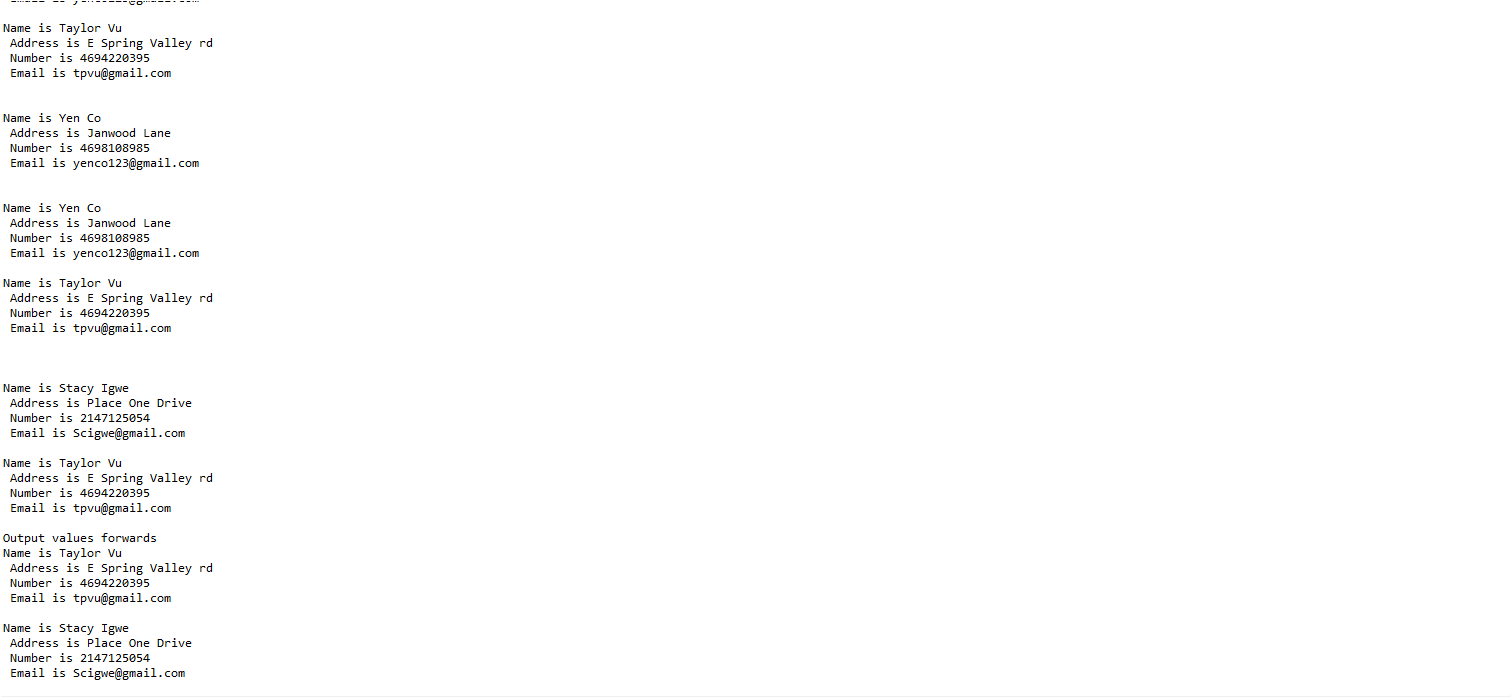 Name is Taylor Vu
Address is E Spring Valley rd
Number is 4694220395
Email is tpvu@gmail.com
Name is Yen Co
Address is Janwood Lane
Number is 4698108985
Email is yenco123@gmail.com
Name is Yen Co
Address is Janwood Lane
Number is 4698108985
Email is yenco123@gmail.com
Name is Taylor Vu
Address is E Spring Valley rd
Number is 4694220395
Email is tpvu@gmail.com
Name is Stacy Igwe
Address is Place One Drive
Number is 2147125054
Email is Scigwe@gmail.com
Name is Taylor Vu
Address is E Spring Valley rd
Number is 4694220395
Email is tpvu@gmail.com
Output values forwards
Name is Taylor Vu
Address is E Spring Valley rd
Number is 4694220395
Email is tpvu@gmail.com
Name is Stacy Igwe
Address is Place One Drive
Number is 2147125054
Email is Scigwe@gmail.com